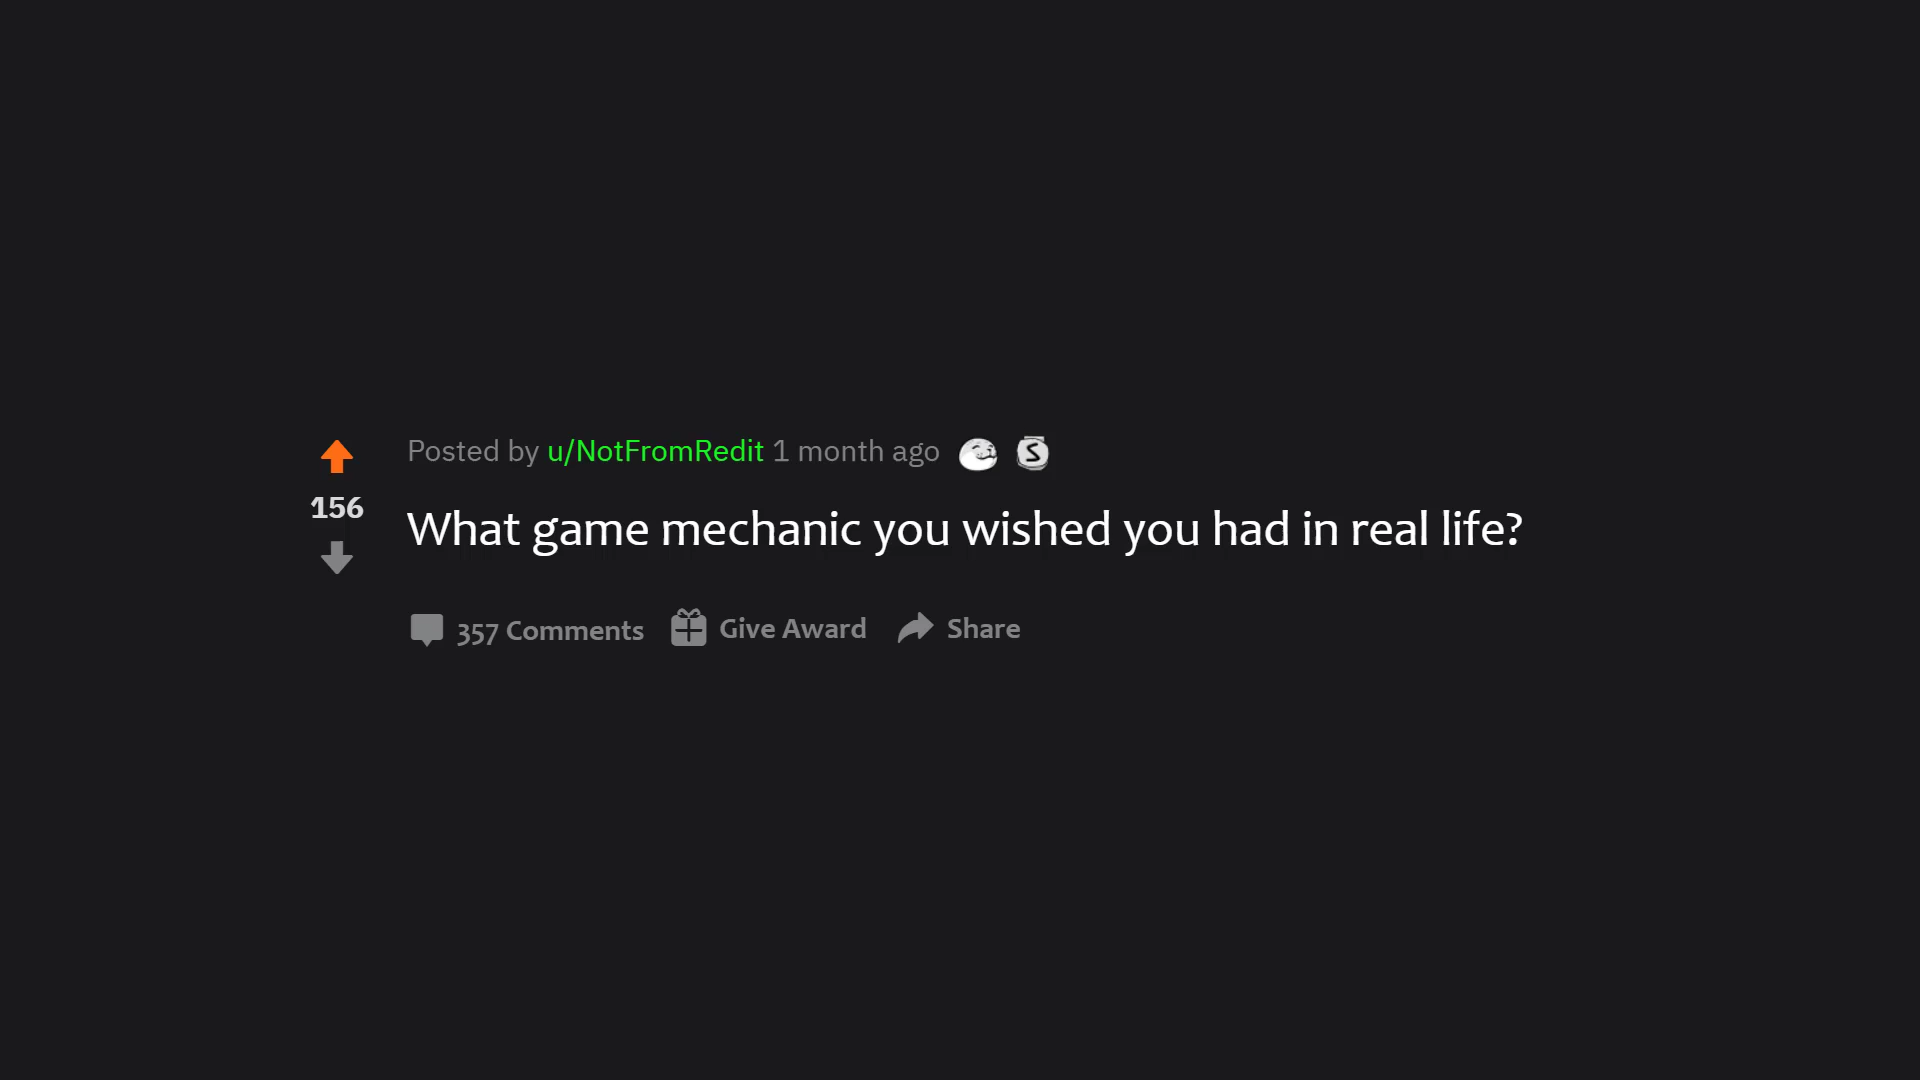 Posted by u/NotFromRedit 1 month ago
156
What game mechanic you wished you had in real life?
357 Comments Give Award Share